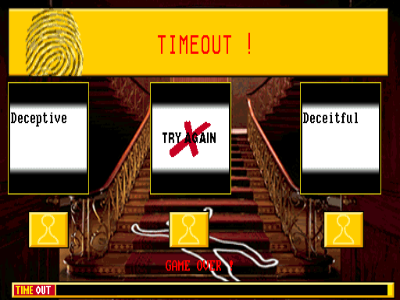 TIMEOUT !
Deceptive
TRY AGAIN
Deceitful
GAME OVER !
TIME OUT